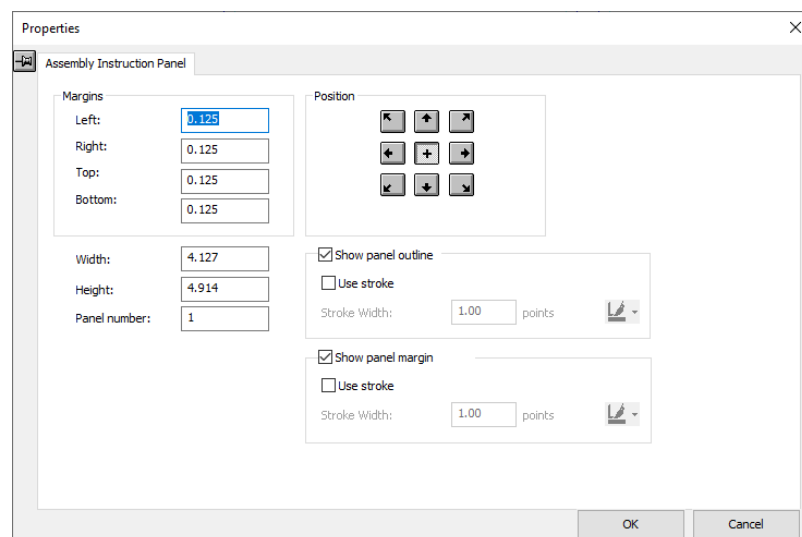 Properties
Assembly Instruction Panel
Margins
Left: 0.125
Right: 0.125
Top: 0.125
Bottom: 0.125
Position
Width: 4.127
Height: 4.914
Panel number: 1
Show panel outline
Use stroke
Stroke Width: 1.00 points
Show panel margin
Use stroke
Stroke Width: 1.00 points
OK Cancel